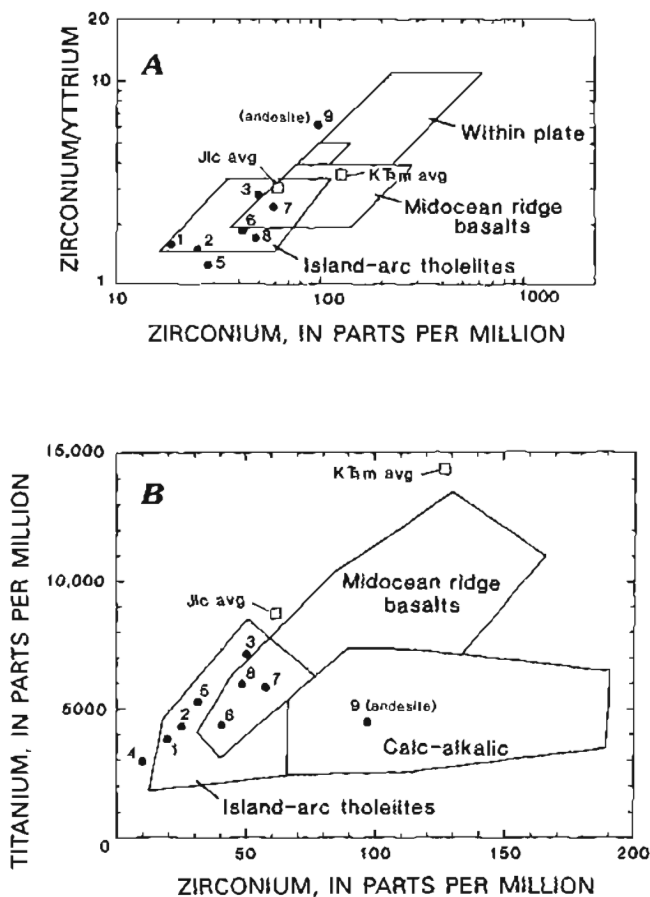 A
ZIRCONIUM/YTTRIUM
20
10
1
(andesite)
9
Within plate
Jlc avg
KTrm avg
3
7
Midocean ridge
basalts
6
8
1
2
Island-arc tholeiites
5
10
100
1000
ZIRCONIUM, IN PARTS PER MILLION
B
TITANIUM, IN PARTS PER MILLION
15,000
10,000
5000
0
KTrm avg
Midocean ridge
basalts
Jlc avg
3
8
7
5
2
6
1
4
9 (andesite)
Calc-alkalic
Island-arc tholeiites
50
100
150
200
ZIRCONIUM, IN PARTS PER MILLION